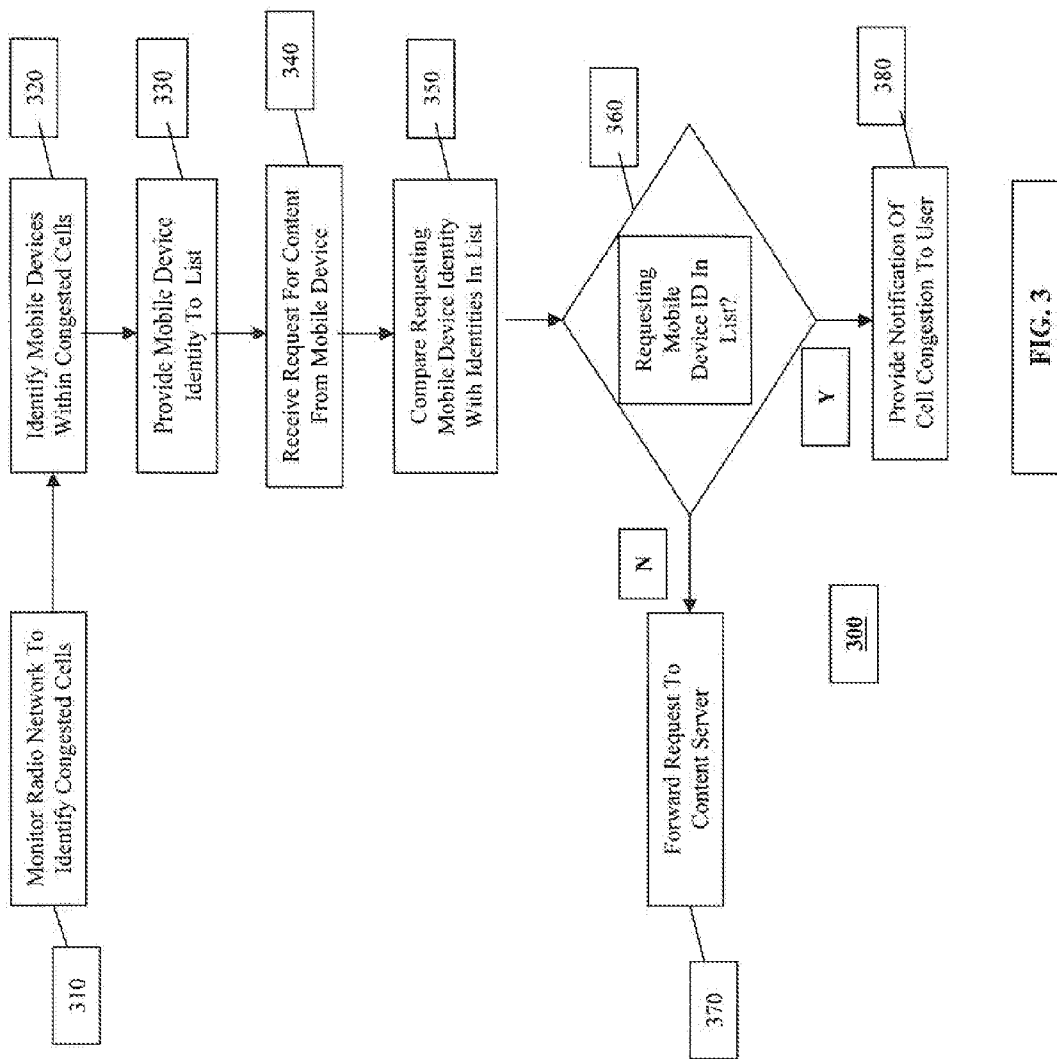 310
Monitor Radio Network To
Identify Congested Cells
320
Identify Mobile Devices
Within Congested Cells
330
Provide Mobile Device
Identity To List
340
Receive Request For Content
From Mobile Device
350
Compare Requesting
Mobile Device Identity
With Identities In List
360
Requesting
Mobile
Device ID In
List?
N
370
Forward Request To
Content Server
Y
380
Provide Notification Of
Cell Congestion To User
300
FIG. 3